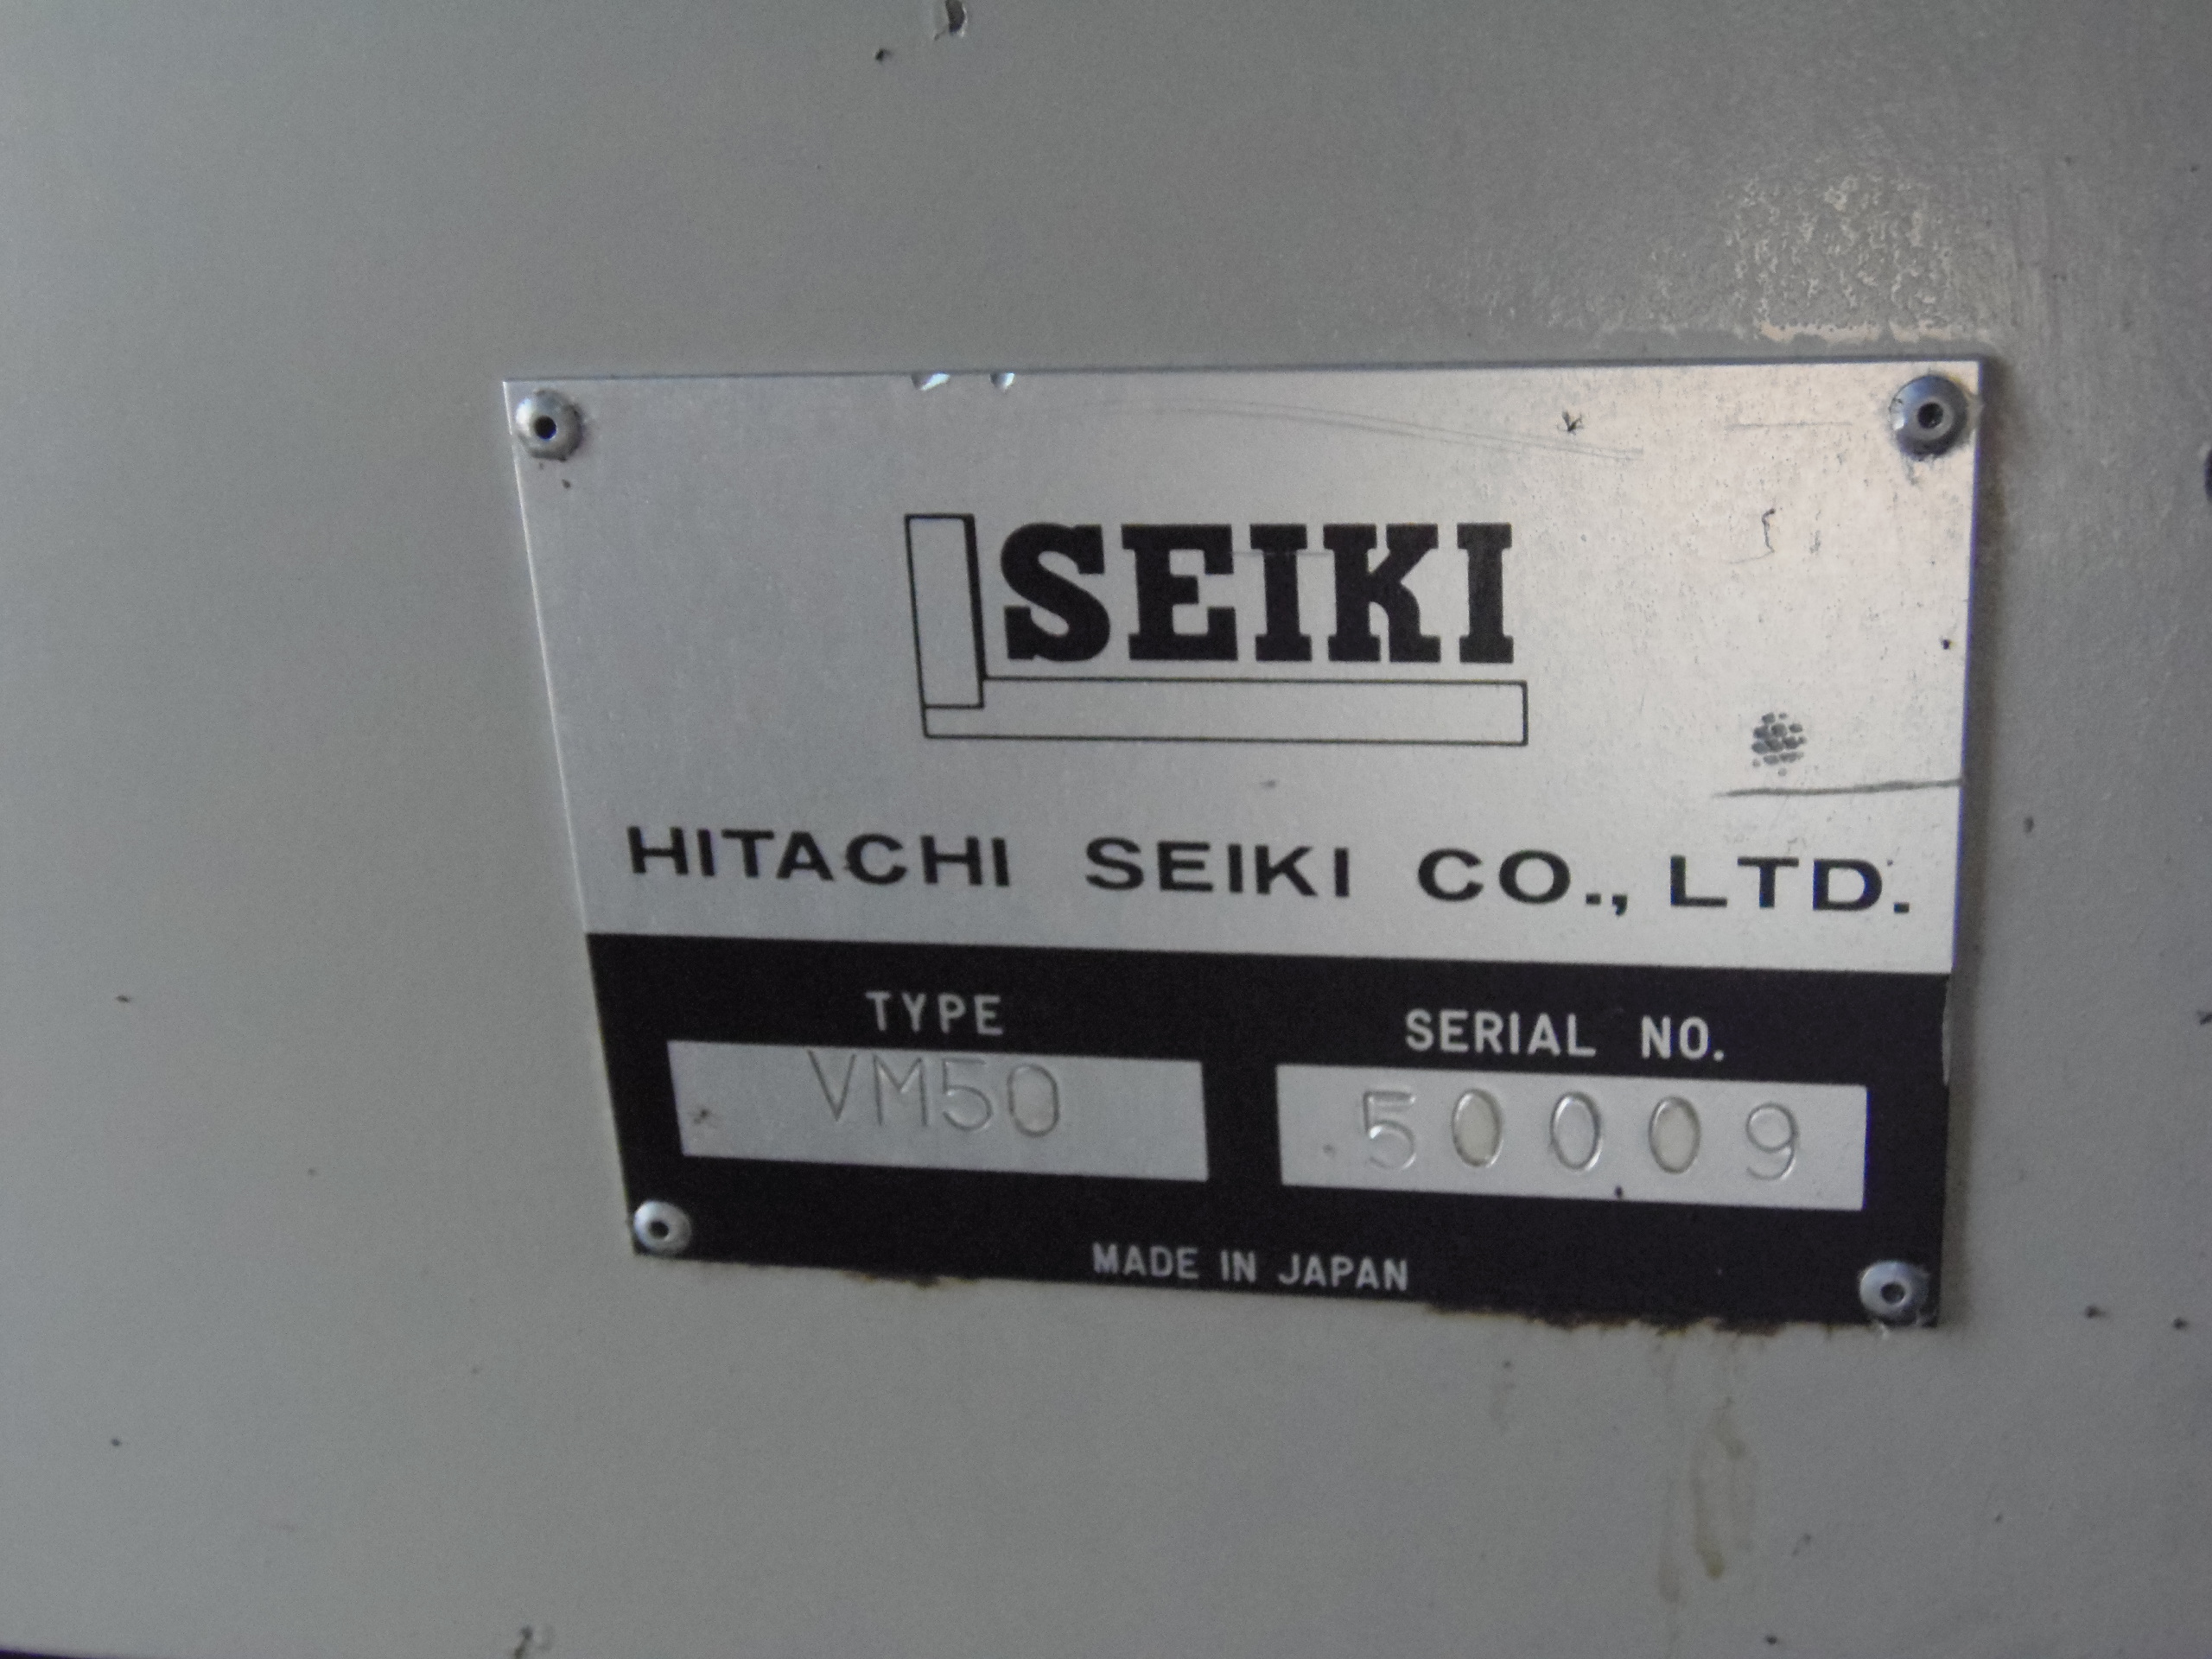 SEIKI
HITACHI SEIKI CO., LTD.
TYPE
SERIAL NO.
VM50
50009
MADE IN JAPAN